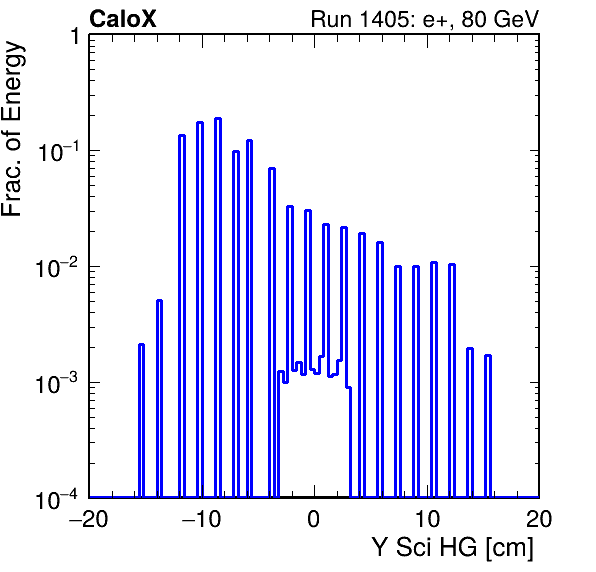 CaloX Run 1405: e+, 80 GeV
Frac. of Energy
1
10⁻¹
10⁻²
10⁻³
10⁻⁴
−20 −10 0 10 20
Y Sci HG [cm]